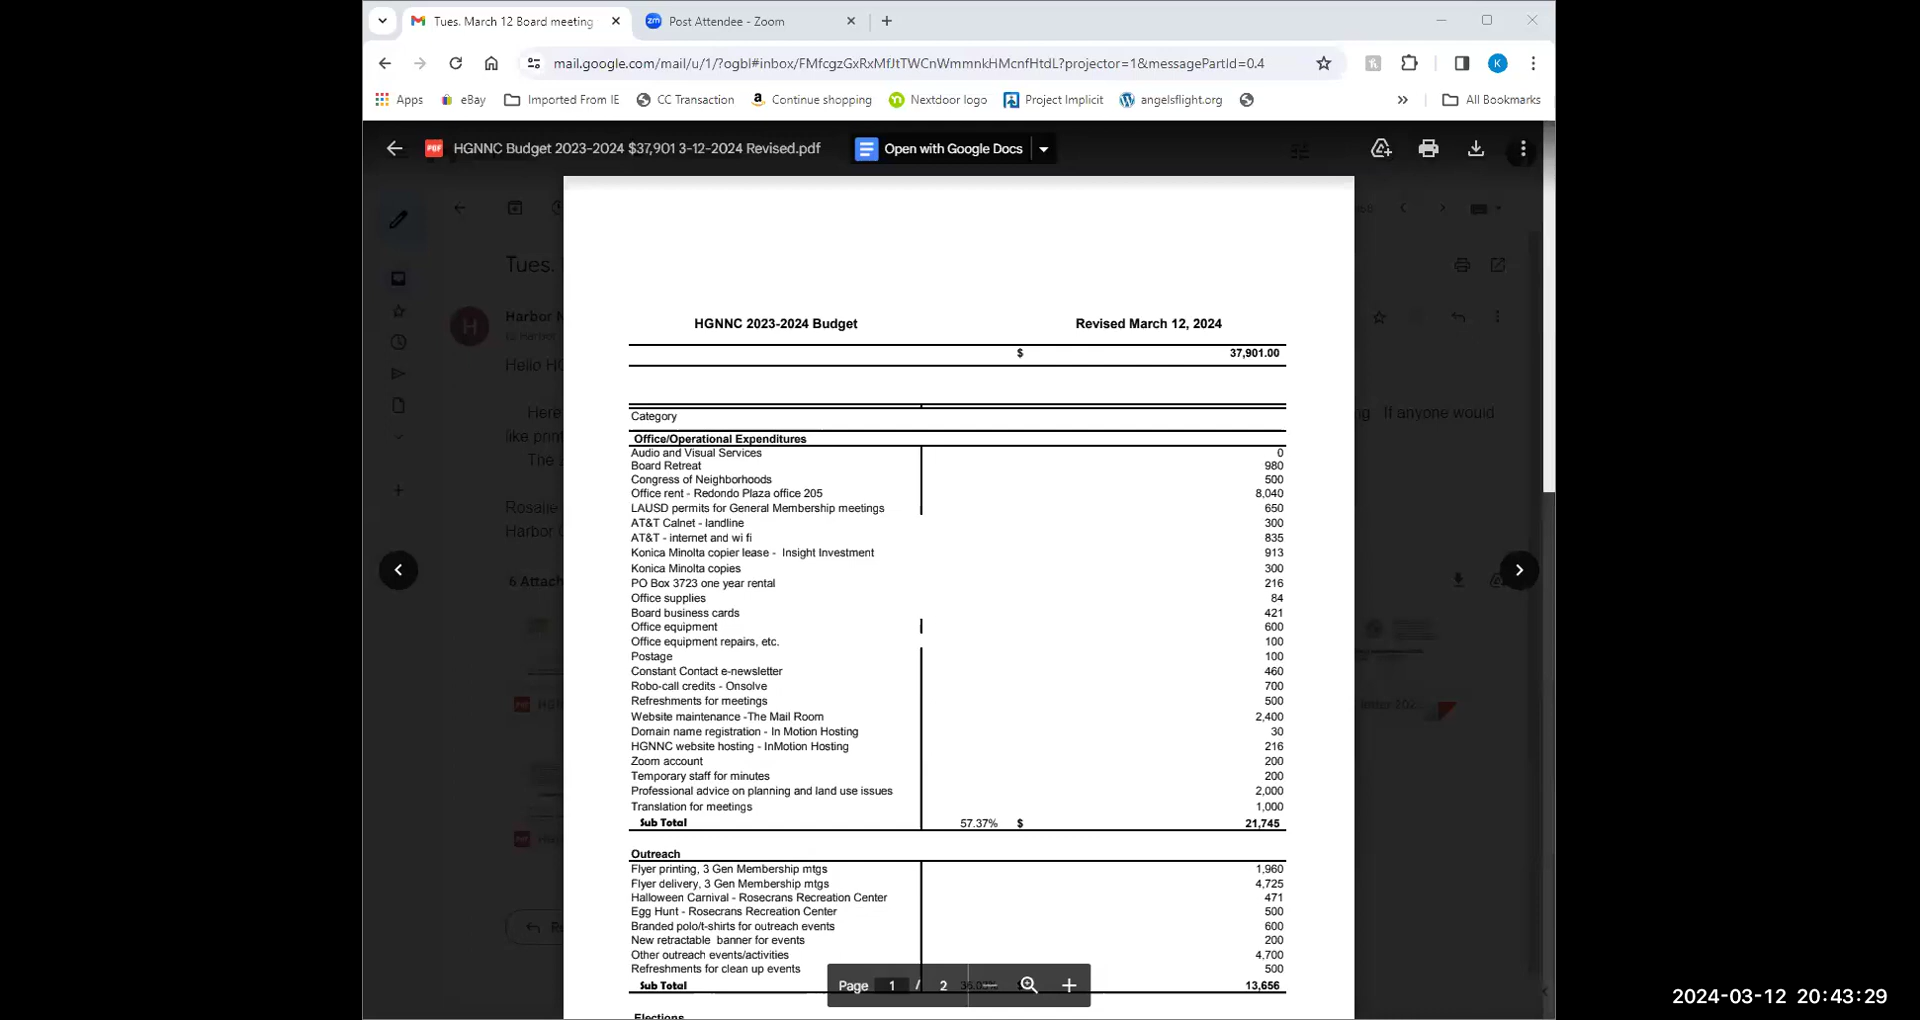 Tues. March 12 Board meeting
Post Attendee - Zoom
mail.google.com/mail/u/1/?ogbl#inbox/FMfcgzGxRxMfJtTWCnWmmnkHMcnfHtdL?projector=1&messagePartId=0.4
K
Apps eBay Imported From IE CC Transaction Continue shopping Nextdoor logo Project Implicit angelsflight.org All Bookmarks
PDF HGNNC Budget 2023-2024 $37,901 3-12-2024 Revised.pdf Open with Google Docs
Tues.
H Harbor
Hello
Here If anyone would
like
The
Rosalie
Harbor
6
HGNNC 2023-2024 Budget Revised March 12, 2024
$ 37,901.00
Category
Office/Operational Expenditures
Audio and Visual Services 0
Board Retreat 980
Congress of Neighborhoods 500
Office rent - Redondo Plaza office 205 8,040
LAUSD permits for General Membership meetings 650
AT&T Calnet - landline 300
AT&T - internet and wi fi 835
Konica Minolta copier lease - Insight Investment 913
Konica Minolta copies 300
PO Box 3723 one year rental 216
Office supplies 84
Board business cards 421
Office equipment 600
Office equipment repairs, etc. 100
Postage 100
Constant Contact e-newsletter 460
Robo-call credits - Onsolve 700
Refreshments for meetings 500
Website maintenance -The Mail Room 2,400
Domain name registration - In Motion Hosting 30
HGNNC website hosting - InMotion Hosting 216
Zoom account 200
Temporary staff for minutes 200
Professional advice on planning and land use issues 2,000
Translation for meetings 1,000
Sub Total 57.37% $ 21,745
Outreach
Flyer printing, 3 Gen Membership mtgs 1,960
Flyer delivery, 3 Gen Membership mtgs 4,725
Halloween Carnival - Rosecrans Recreation Center 471
Egg Hunt - Rosecrans Recreation Center 500
Branded polo/t-shirts for outreach events 600
New retractable banner for events 200
Other outreach events/activities 4,700
Refreshments for clean up events 500
Sub Total 13,656
Page 1 / 2
Elections
2024-03-12 20:43:29